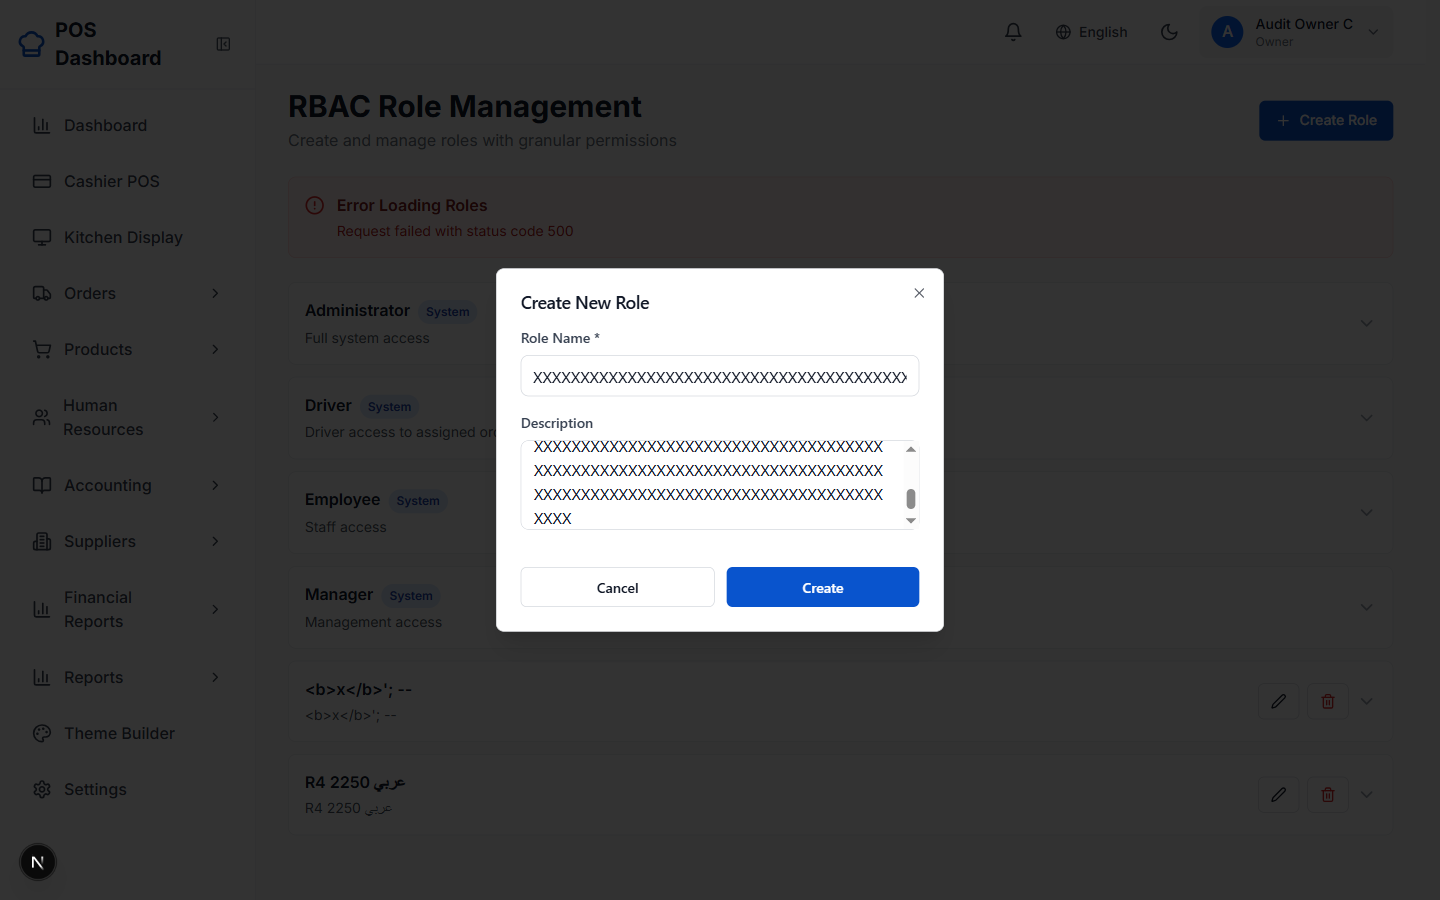 POS
Dashboard
English
A
Audit Owner C
Owner
Dashboard
Cashier POS
Kitchen Display
Orders
Products
Human
Resources
Accounting
Suppliers
Financial
Reports
Reports
Theme Builder
Settings
N
RBAC Role Management
Create and manage roles with granular permissions
Create Role
Error Loading Roles
Request failed with status code 500
Administrator System
Full system access
Driver System
Driver access to assigned
Employee System
Staff access
Manager System
Management access
<b>x</b>'; --
<b>x</b>'; --
R4 2250 عربي
R4 2250 عربي
Create New Role
Role Name *
XXXXXXXXXXXXXXXXXXXXXXXXXXXXXXXXXXXXXXXX
Description
XXXXXXXXXXXXXXXXXXXXXXXXXXXXXXXXXXXXX
XXXXXXXXXXXXXXXXXXXXXXXXXXXXXXXXXXXXX
XXXXXXXXXXXXXXXXXXXXXXXXXXXXXXXXXXXXX
XXXX
Cancel
Create